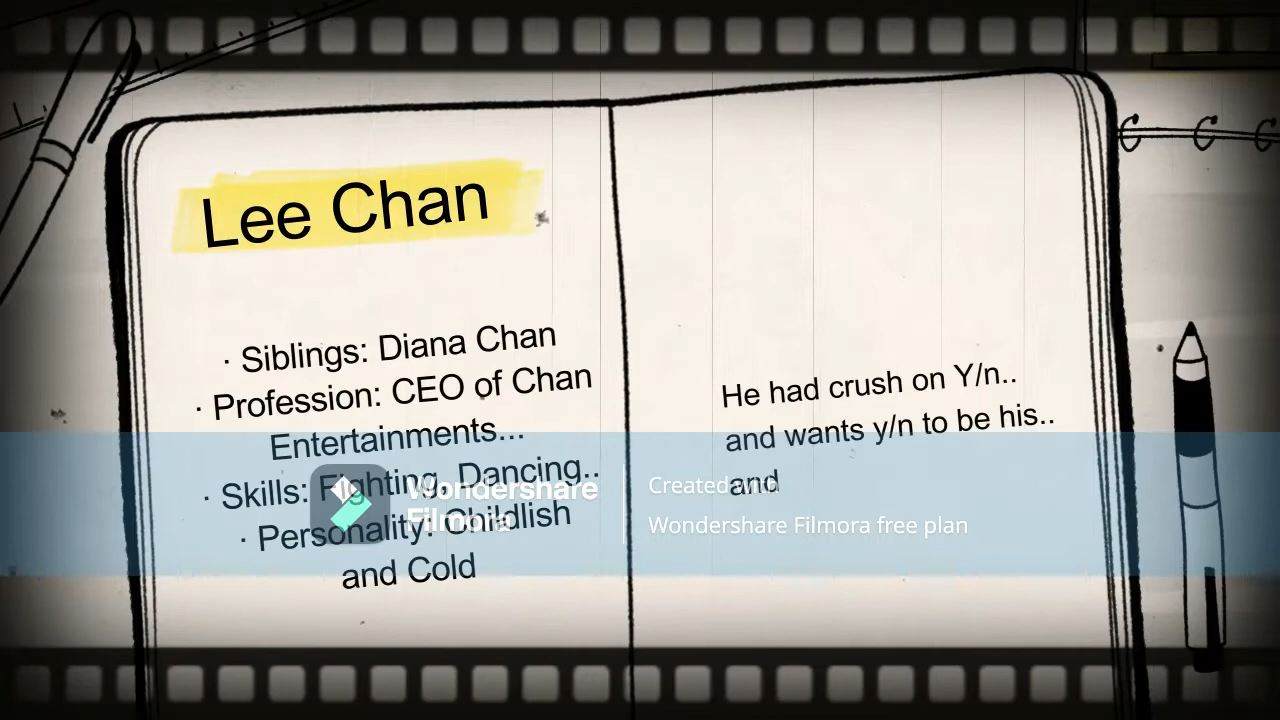 Lee Chan
· Siblings: Diana Chan
· Profession: CEO of Chan
Entertainments...
· Skills: Fighting, Dancing..
· Personality: Childlish
and Cold
He had crush on Y/n..
and wants y/n to be his..
and
Wondershare
Filmora
Created with
Wondershare Filmora free plan